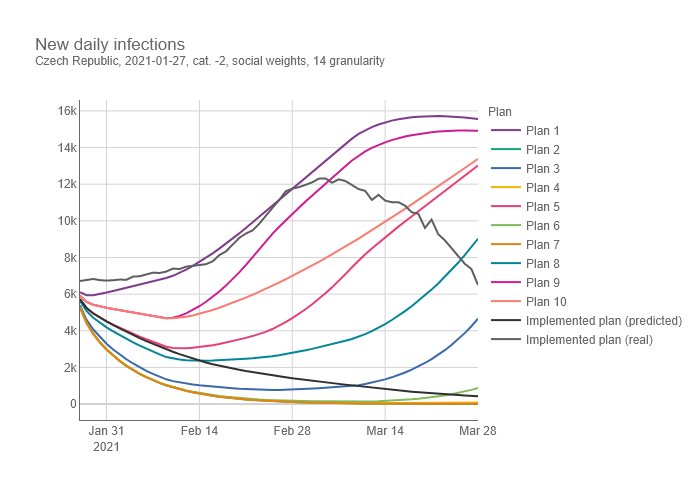 New daily infections
Czech Republic, 2021-01-27, cat. -2, social weights, 14 granularity
16k
14k
12k
10k
8k
6k
4k
2k
0
Jan 31
2021
Feb 14
Feb 28
Mar 14
Mar 28
Plan
Plan 1
Plan 2
Plan 3
Plan 4
Plan 5
Plan 6
Plan 7
Plan 8
Plan 9
Plan 10
Implemented plan (predicted)
Implemented plan (real)